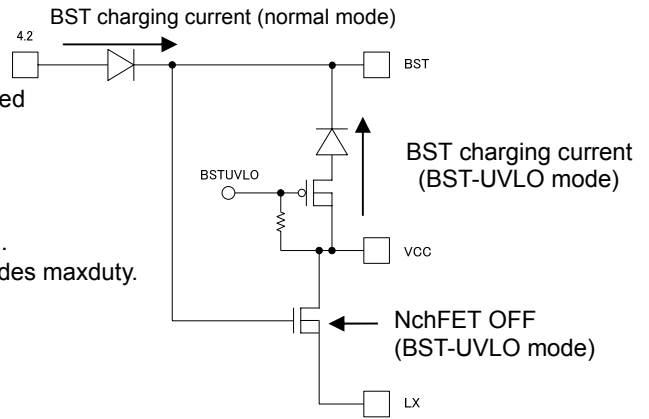 BST charging current (normal mode)
4.2
BST
ed
BST charging current
(BST-UVLO mode)
BSTUVLO
.
VCC
des maxduty.
NchFET OFF
(BST-UVLO mode)
LX